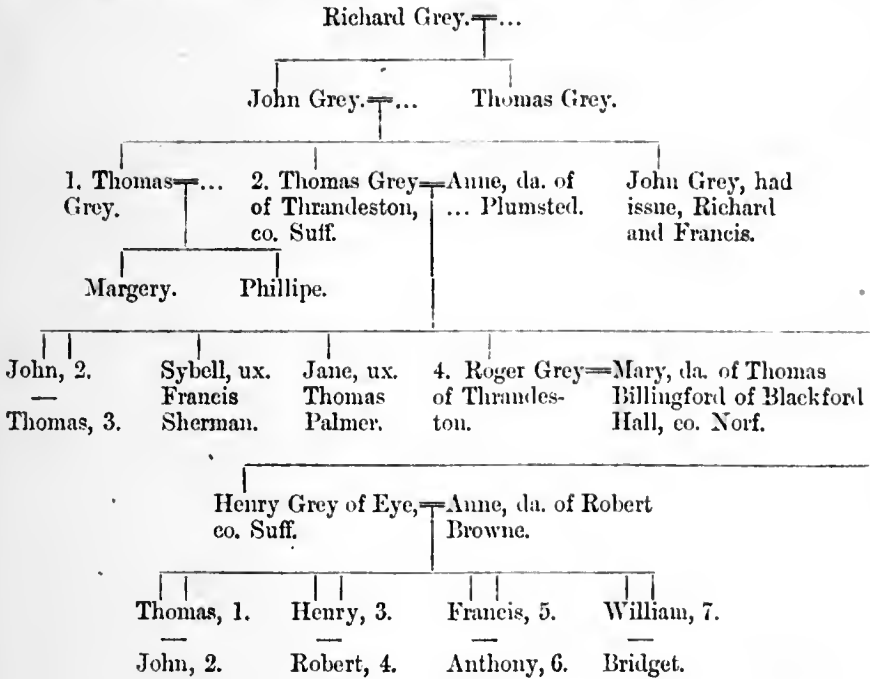 Richard Grey.=...
John Grey.=... Thomas Grey.
1. Thomas=... 2. Thomas Grey=Anne, da. of John Grey, had
Grey. of Thrandeston, ... Plumsted. issue, Richard
co. Suff. and Francis.
Margery. Phillipe.
John, 2. Sybell, ux. Jane, ux. 4. Roger Grey=Mary, da. of Thomas
— Francis Thomas of Thrandes- Billingford of Blackford
Thomas, 3. Sherman. Palmer. ton. Hall, co. Norf.
Henry Grey of Eye,=Anne, da. of Robert
co. Suff. Browne.
Thomas, 1. Henry, 3. Francis, 5. William, 7.
— — — —
John, 2. Robert, 4. Anthony, 6. Bridget.